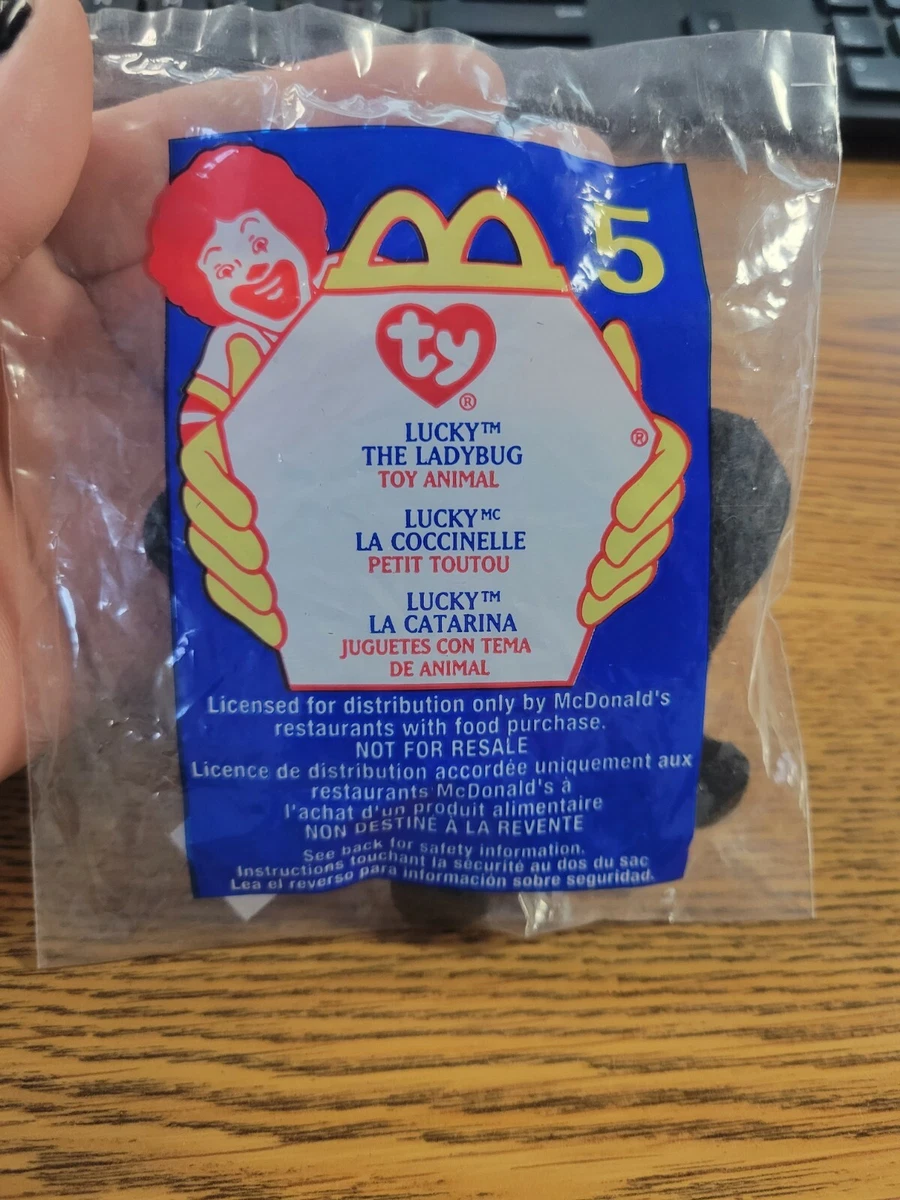 5
ty
®
LUCKY™
THE LADYBUG
TOY ANIMAL
®
LUCKYMC
LA COCCINELLE
PETIT TOUTOU
LUCKY™
LA CATARINA
JUGUETES CON TEMA
DE ANIMAL
Licensed for distribution only by McDonald's
restaurants with food purchase.
NOT FOR RESALE
Licence de distribution accordée uniquement aux
restaurants McDonald's à
l'achat d'un produit alimentaire
NON DESTINÉ À LA REVENTE
See back for safety information.
Instructions touchant la sécurité au dos du sac
Lea el reverso para información sobre seguridad.